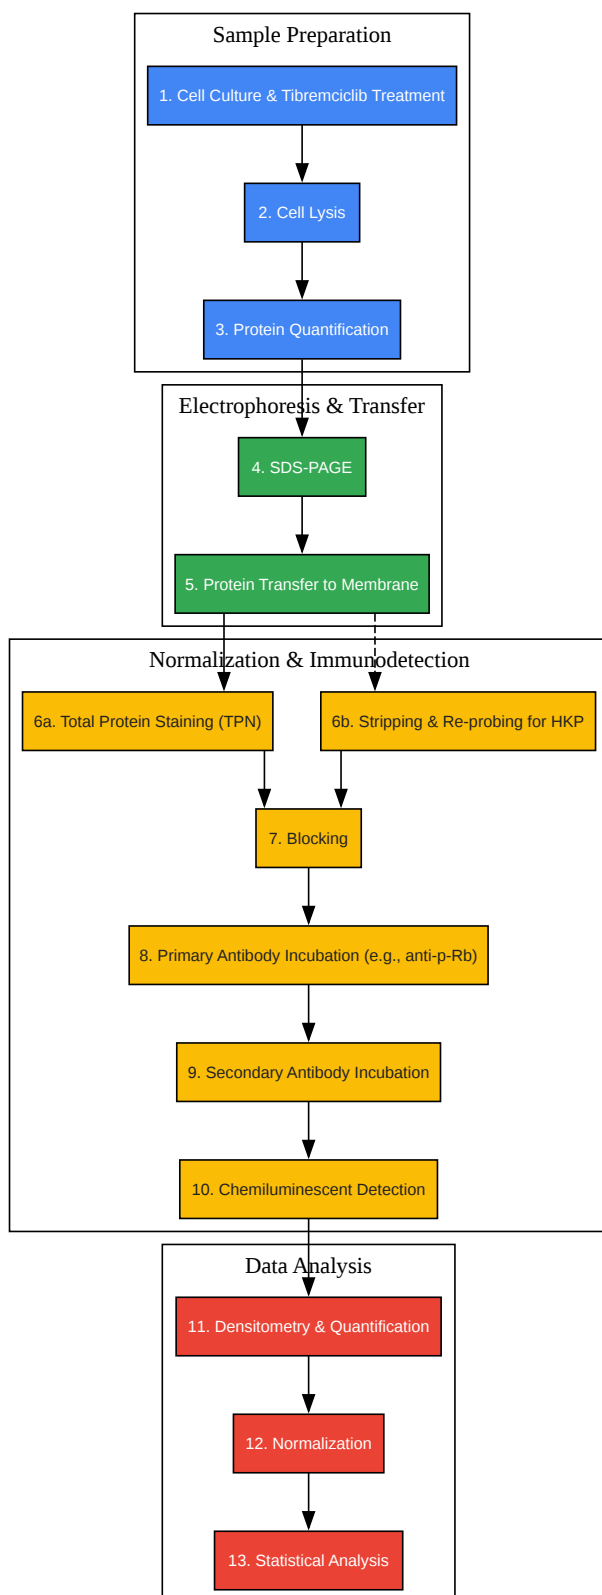 Sample Preparation
1. Cell Culture & Tibremciclib Treatment
2. Cell Lysis
3. Protein Quantification
Electrophoresis & Transfer
4. SDS-PAGE
5. Protein Transfer to Membrane
Normalization & Immunodetection
6a. Total Protein Staining (TPN)
6b. Stripping & Re-probing for HKP
7. Blocking
8. Primary Antibody Incubation (e.g., anti-p-Rb)
9. Secondary Antibody Incubation
10. Chemiluminescent Detection
Data Analysis
11. Densitometry & Quantification
12. Normalization
13. Statistical Analysis